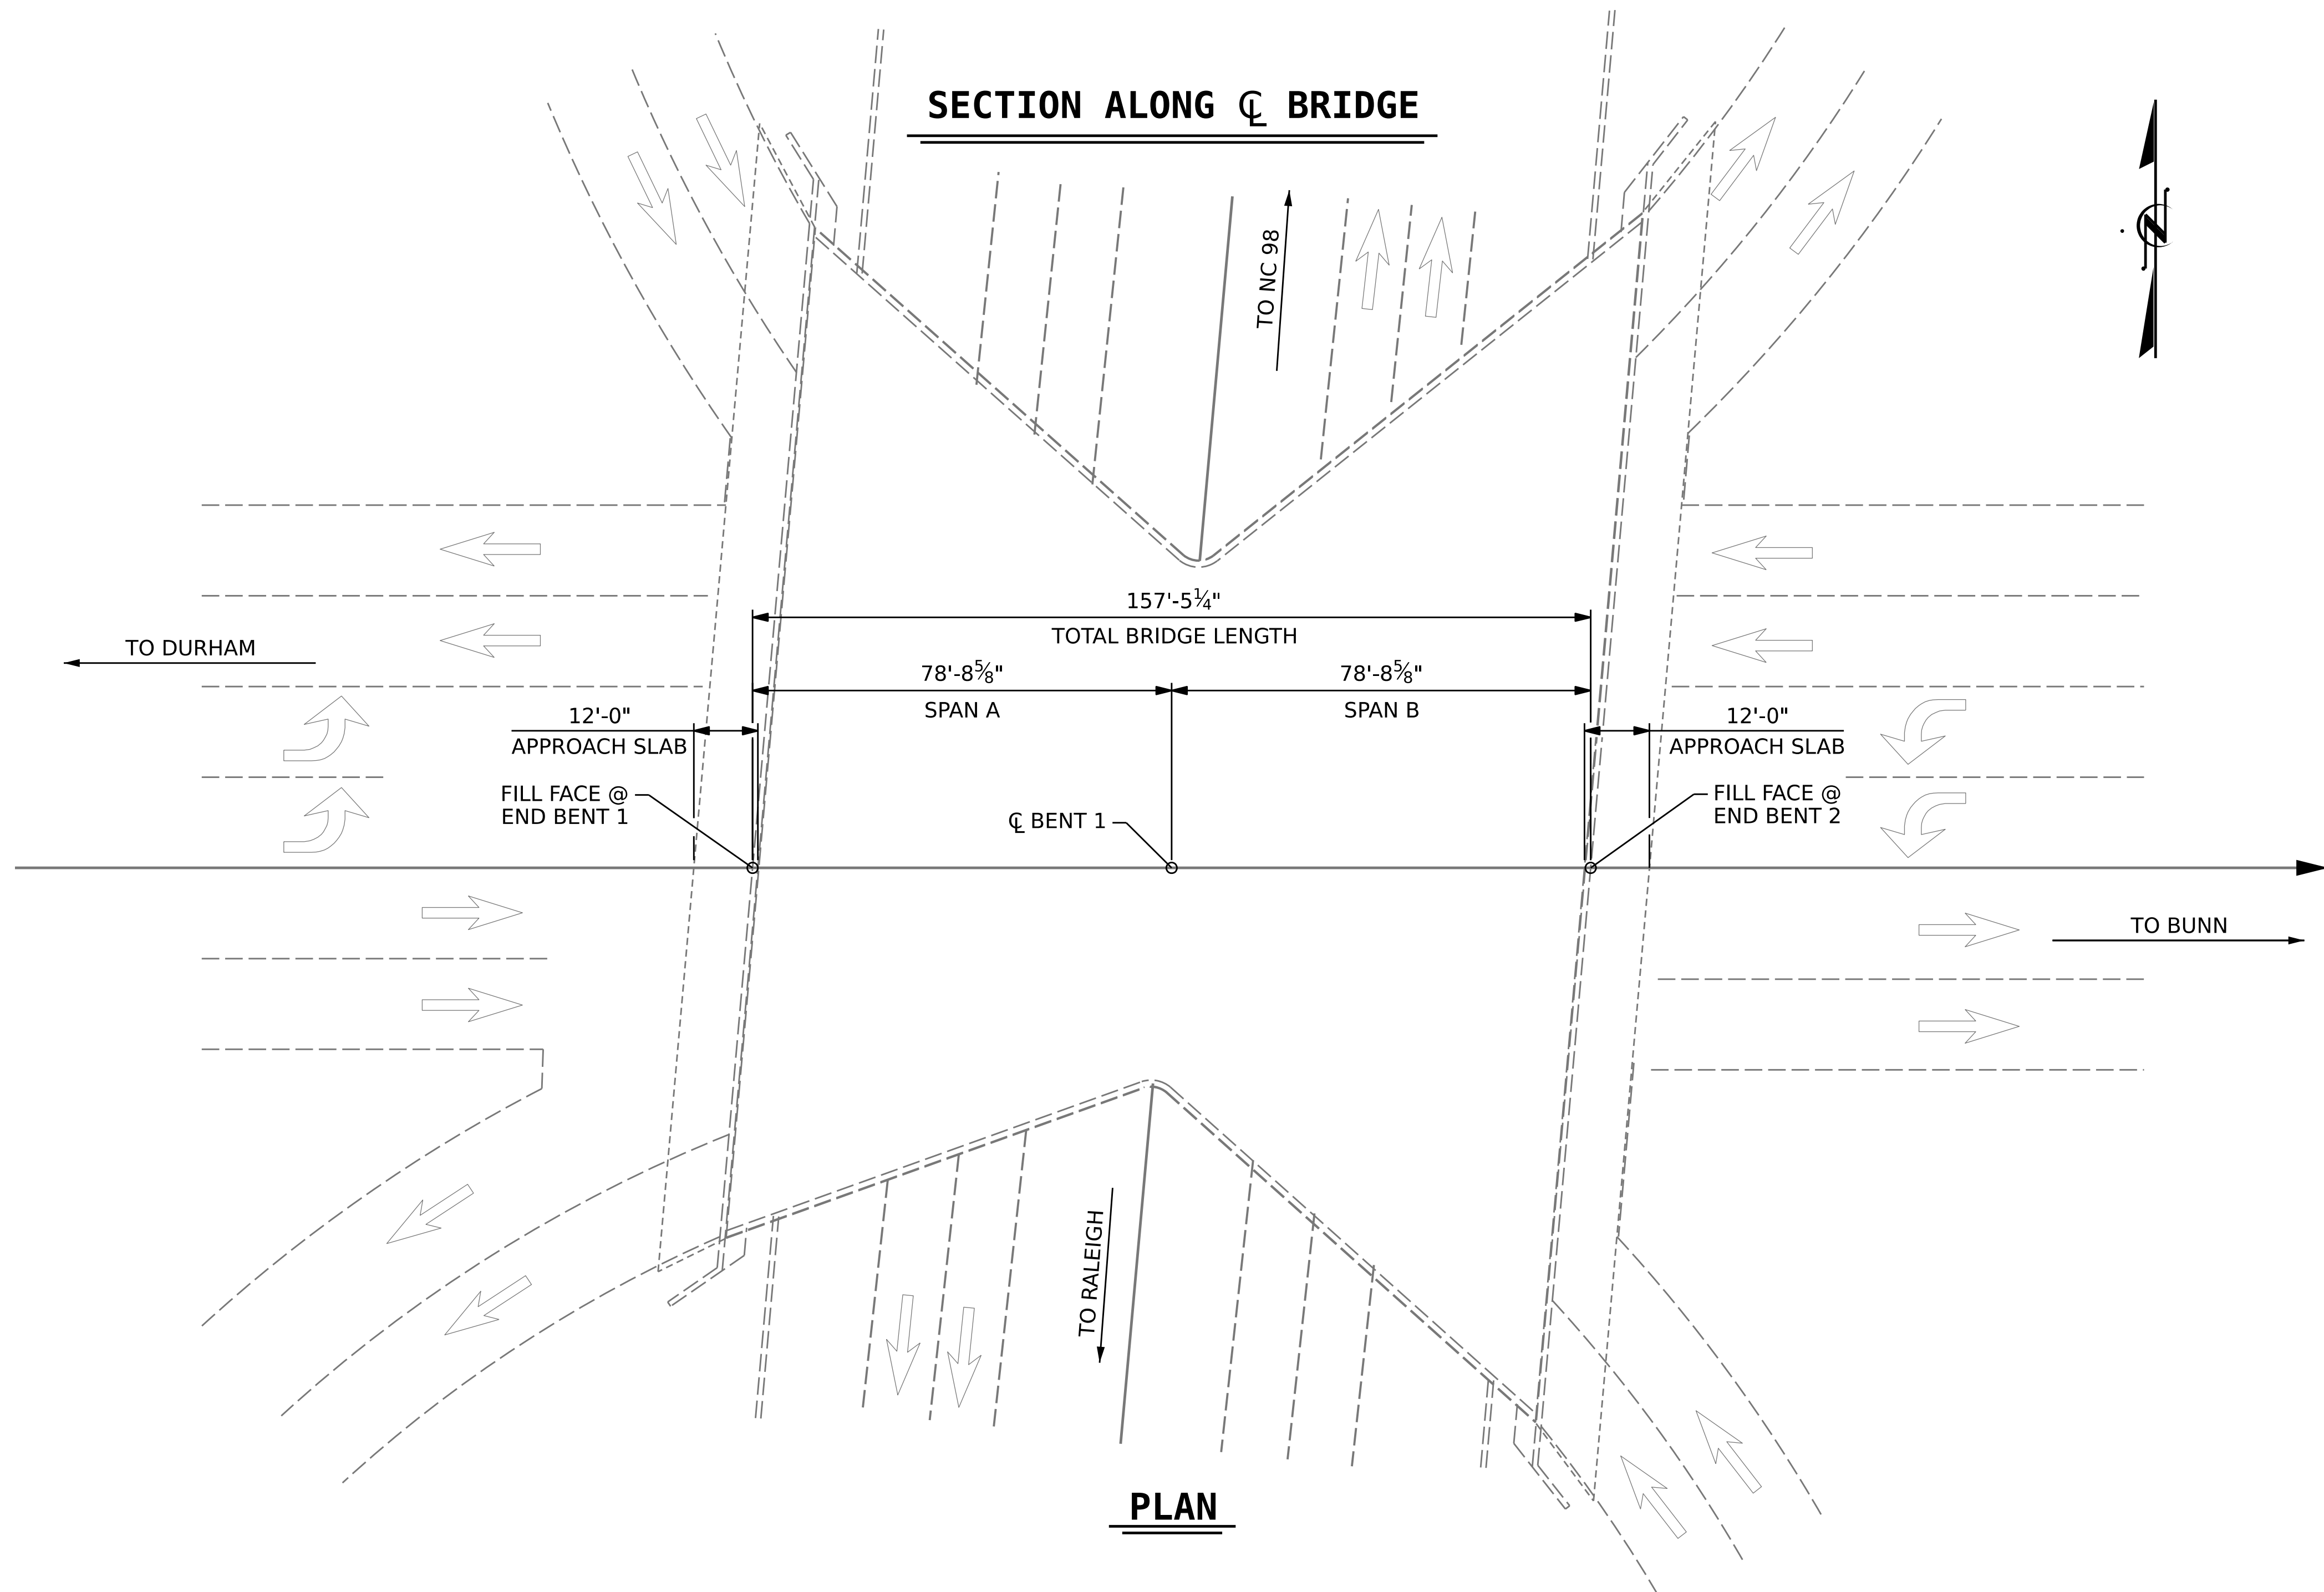 SECTION ALONG ℄ BRIDGE
TO NC 98
N
157'-5¼"
TOTAL BRIDGE LENGTH
TO DURHAM
78'-8⅝"
78'-8⅝"
SPAN A
SPAN B
12'-0"
APPROACH SLAB
12'-0"
APPROACH SLAB
FILL FACE @
END BENT 1
℄ BENT 1
FILL FACE @
END BENT 2
TO BUNN
TO RALEIGH
PLAN